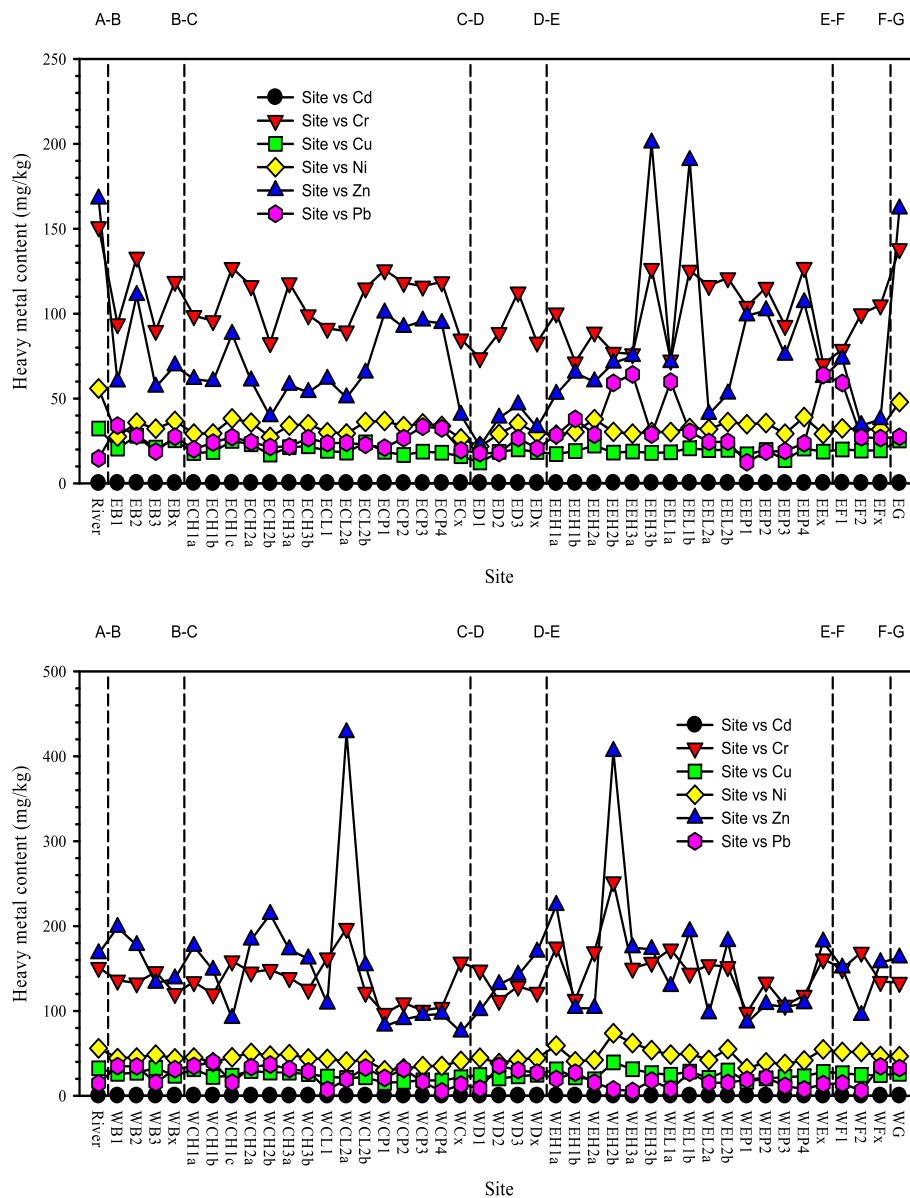 A-B B-C C-D D-E E-F F-G
250
200
150
100
50
0
Heavy metal content (mg/kg)
Site vs Cd
Site vs Cr
Site vs Cu
Site vs Ni
Site vs Zn
Site vs Pb
River EB1 EB2 EB3 EBx ECH1a ECH1b ECH1c ECH2a ECH2b ECH3a ECH3b ECL1 ECL2a ECL2b ECP1 ECP2 ECP3 ECP4 ECx ED1 ED2 ED3 EDx EEH1a EEH1b EEH2a EEH2b EEH3a EEH3b EEL1a EEL1b EEL2a EEL2b EEP1 EEP2 EEP3 EEP4 EEx EF1 EF2 EFx EG
Site
A-B B-C C-D D-E E-F F-G
500
400
300
200
100
0
Heavy metal content (mg/kg)
Site vs Cd
Site vs Cr
Site vs Cu
Site vs Ni
Site vs Zn
Site vs Pb
River WB1 WB2 WB3 WBx WCH1a WCH1b WCH1c WCH2a WCH2b WCH3a WCH3b WCL1 WCL2a WCL2b WCP1 WCP2 WCP3 WCP4 WCx WD1 WD2 WD3 WDx WEH1a WEH1b WEH2a WEH2b WEH3a WEH3b WEL1a WEL1b WEL2a WEL2b WEP1 WEP2 WEP3 WEP4 WEx WF1 WF2 WFx WG
Site